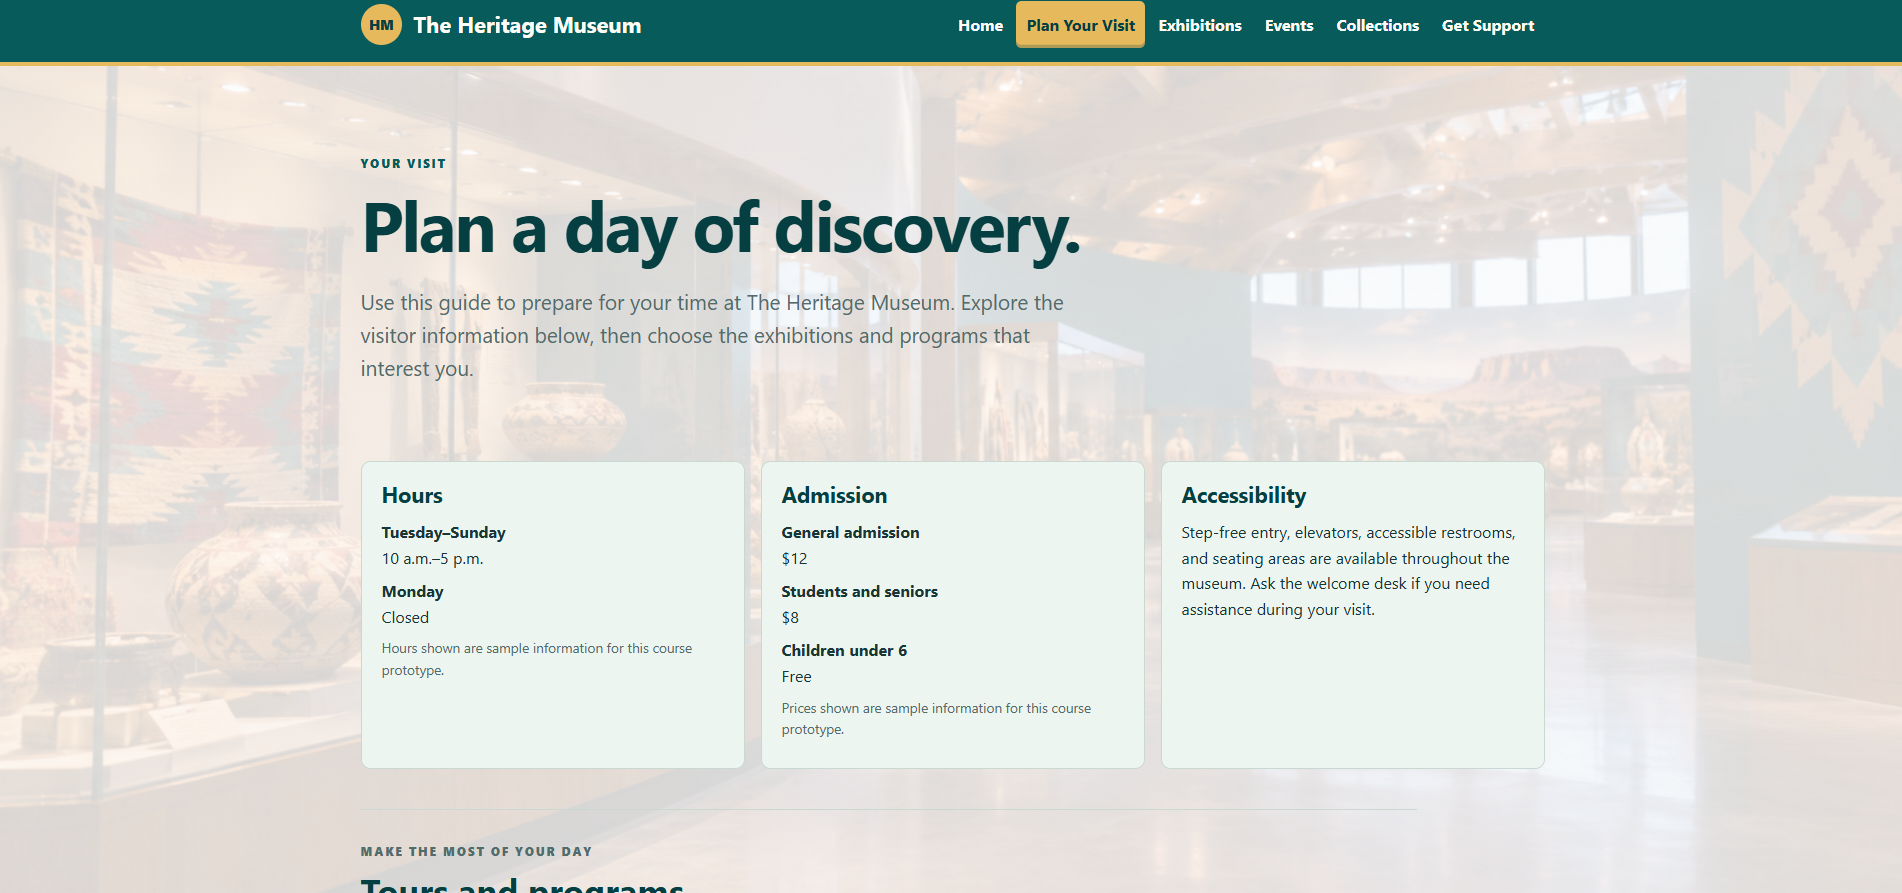 HM The Heritage Museum Home Plan Your Visit Exhibitions Events Collections Get Support
YOUR VISIT
Plan a day of discovery.
Use this guide to prepare for your time at The Heritage Museum. Explore the
visitor information below, then choose the exhibitions and programs that
interest you.
Hours
Tuesday–Sunday
10 a.m.–5 p.m.
Monday
Closed
Hours shown are sample information for this course
prototype.
Admission
General admission
$12
Students and seniors
$8
Children under 6
Free
Prices shown are sample information for this course
prototype.
Accessibility
Step-free entry, elevators, accessible restrooms,
and seating areas are available throughout the
museum. Ask the welcome desk if you need
assistance during your visit.
MAKE THE MOST OF YOUR DAY
Tours and programs